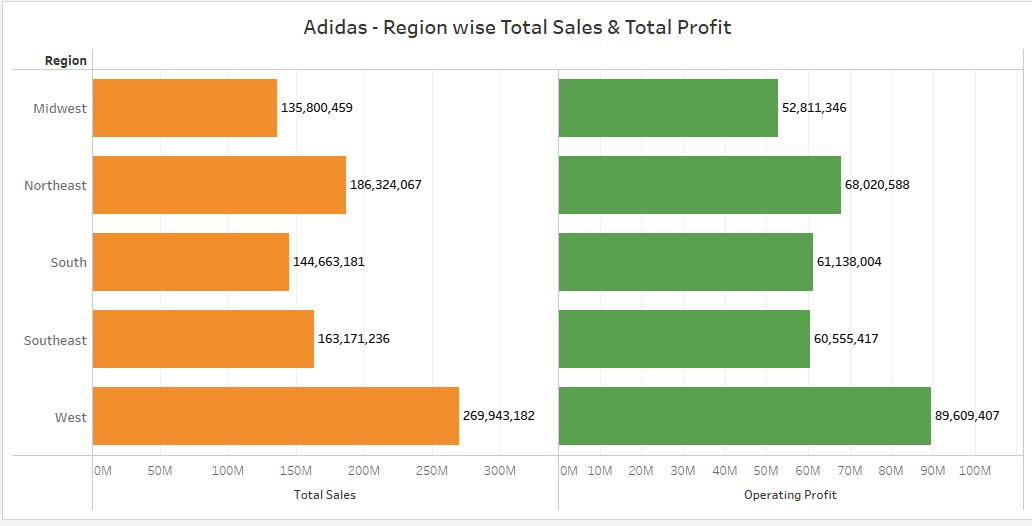 Adidas - Region wise Total Sales & Total Profit
Region
Midwest 135,800,459 52,811,346
Northeast 186,324,067 68,020,588
South 144,663,181 61,138,004
Southeast 163,171,236 60,555,417
West 269,943,182 89,609,407
0M 50M 100M 150M 200M 250M 300M 0M 10M 20M 30M 40M 50M 60M 70M 80M 90M 100M
Total Sales Operating Profit